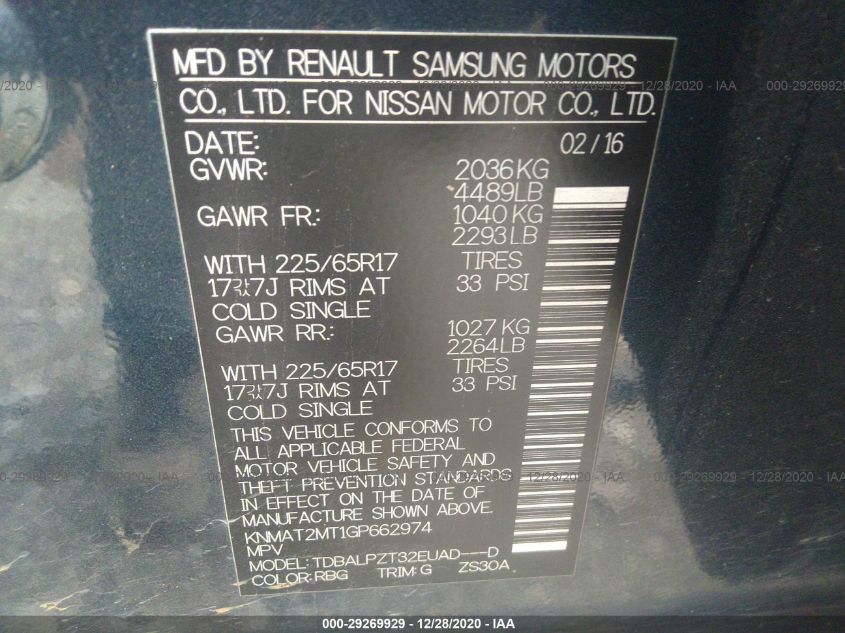 MFD BY RENAULT SAMSUNG MOTORS
CO., LTD. FOR NISSAN MOTOR CO., LTD.
DATE: 02/16
GVWR: 2036KG
4489LB
GAWR FR.: 1040KG
2293LB
WITH 225/65R17 TIRES
17 7J RIMS AT 33 PSI
COLD SINGLE
GAWR RR.: 1027KG
2264LB
WITH 225/65R17 TIRES
17 7J RIMS AT 33 PSI
COLD SINGLE
THIS VEHICLE CONFORMS TO
ALL APPLICABLE FEDERAL
MOTOR VEHICLE SAFETY AND
THEFT PREVENTION STANDARDS
IN EFFECT ON THE DATE OF
MANUFACTURE SHOWN ABOVE.
KNMAT2MT1GP662974
MPV
MODEL: TDBALPZT32EUAD---D
COLOR: RBG TRIM: G ZS30A
000-29269929 - 12/28/2020 - IAA